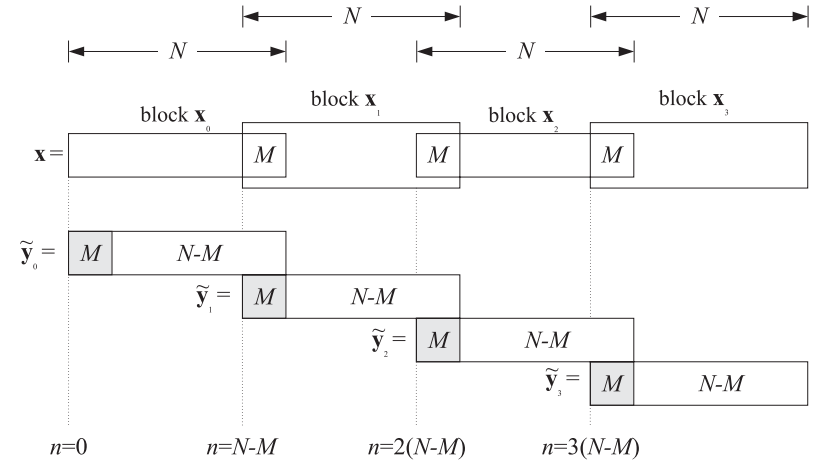 N N
N N
block x₀ block x₁ block x₂ block x₃
x = M M M
ỹ₀ = M N-M
ỹ₁ = M N-M
ỹ₂ = M N-M
ỹ₃ = M N-M
n=0 n=N-M n=2(N-M) n=3(N-M)